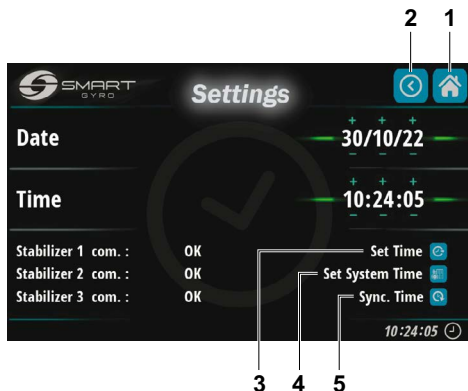 2 1
SMART
GYRO
Settings
+ + +
Date 30/10/22
- - -
+ + +
Time 10:24:05
- - -
Stabilizer 1 com. : OK Set Time
Stabilizer 2 com. : OK Set System Time
Stabilizer 3 com. : OK Sync. Time
10:24:05
3 4 5